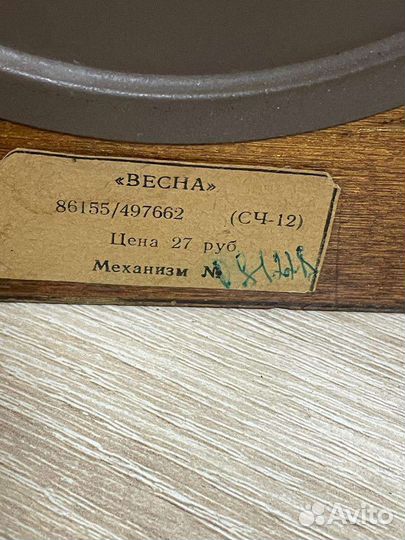 «ВЕСНА»
86155/497662 (СЧ-12)
Цена 27 руб
Механизм №
Avito